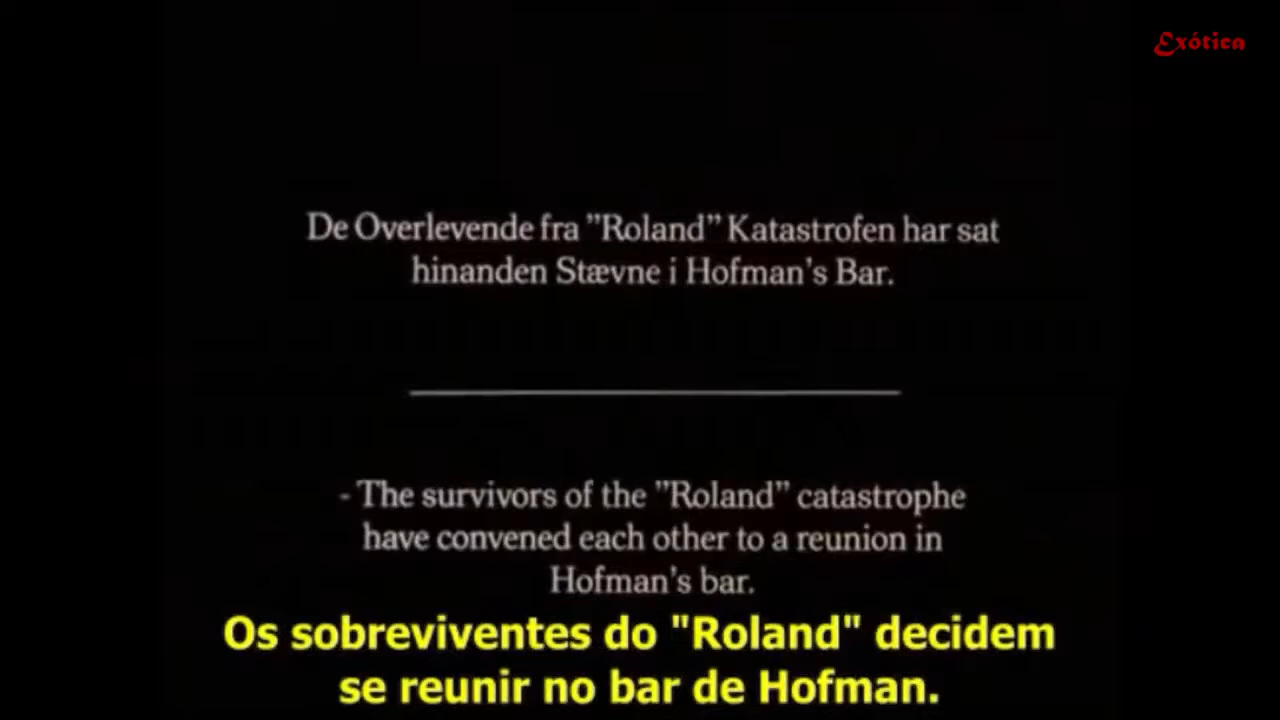 Exótica
De Overlevende fra ”Roland” Katastrofen har sat
hinanden Stævne i Hofman’s Bar.
- The survivors of the ”Roland” catastrophe
have convened each other to a reunion in
Hofman’s bar.
Os sobreviventes do "Roland" decidem
se reunir no bar de Hofman.